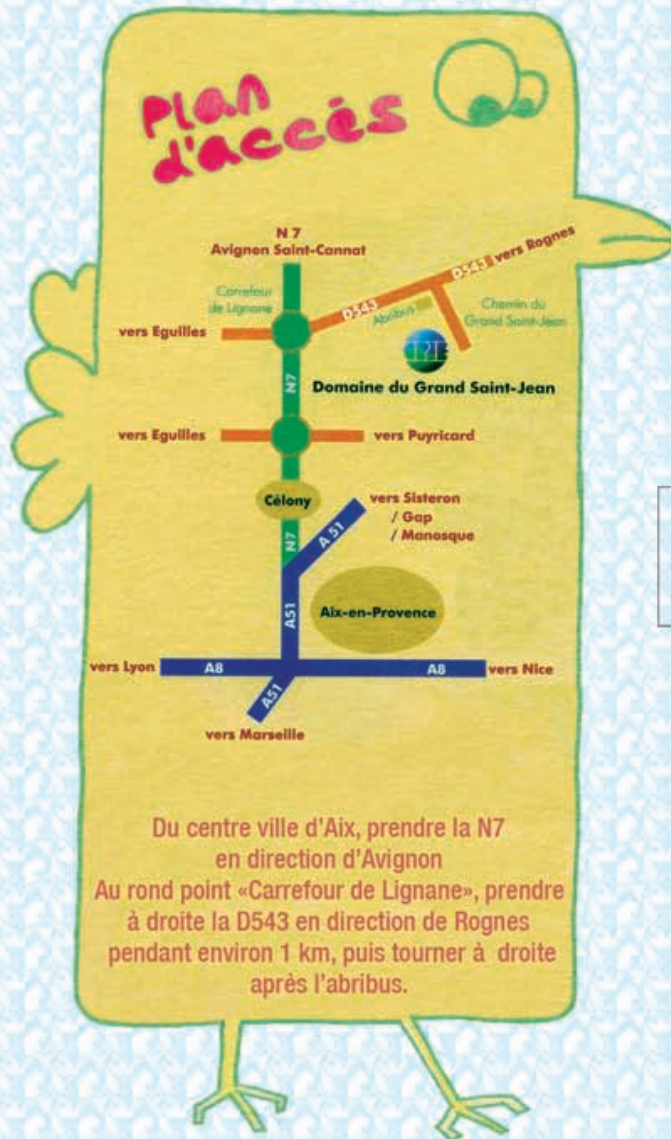 Plan
d'accès
N 7
Avignon Saint-Cannat
D543 vers Rognes
Carrefour
de Lignane
D543
Abribus
Chemin du
Grand Saint-Jean
vers Eguilles
CPIE
N7
Domaine du Grand Saint-Jean
vers Eguilles
vers Puyricard
Célony
vers Sisteron
/ Gap
/ Manosque
N7
A 51
A51
Aix-en-Provence
vers Lyon
A8
A8
vers Nice
A51
vers Marseille
Du centre ville d'Aix, prendre la N7
en direction d'Avignon
Au rond point «Carrefour de Lignane», prendre
à droite la D543 en direction de Rognes
pendant environ 1 km, puis tourner à droite
après l'abribus.